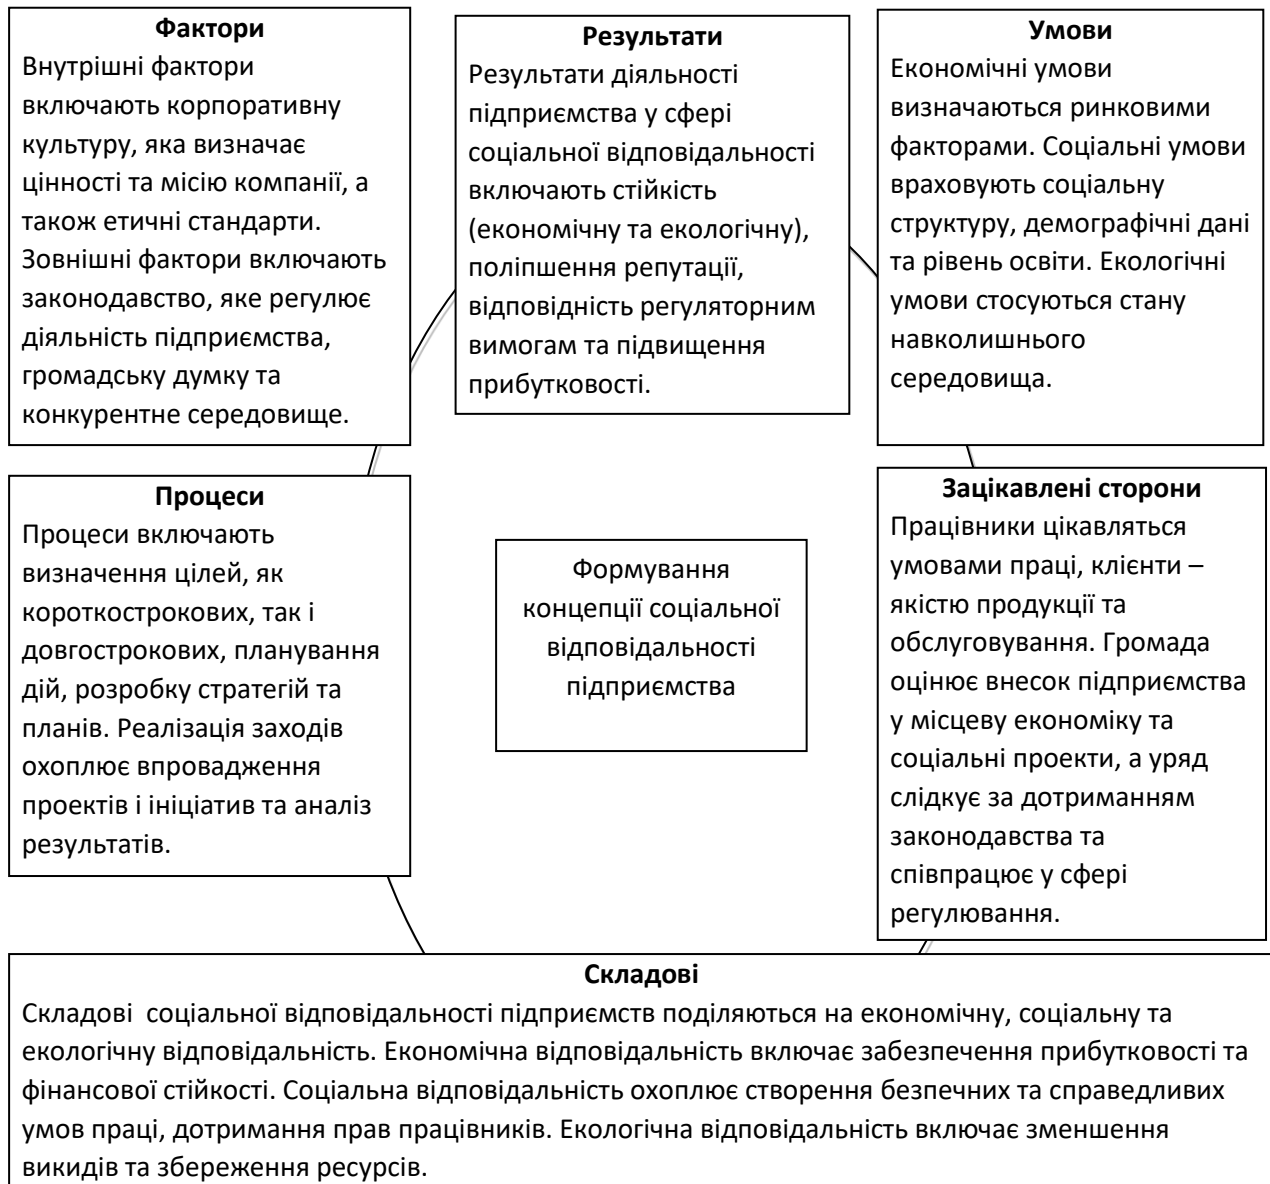 Фактори
Внутрішні фактори
включають корпоративну
культуру, яка визначає
цінності та місію компанії, а
також етичні стандарти.
Зовнішні фактори включають
законодавство, яке регулює
діяльність підприємства,
громадську думку та
конкурентне середовище.
Результати
Результати діяльності
підприємства у сфері
соціальної відповідальності
включають стійкість
(економічну та екологічну),
поліпшення репутації,
відповідність регуляторним
вимогам та підвищення
прибутковості.
Умови
Економічні умови
визначаються ринковими
факторами. Соціальні умови
враховують соціальну
структуру, демографічні дані
та рівень освіти. Екологічні
умови стосуються стану
навколишнього
середовища.
Процеси
Процеси включають
визначення цілей, як
короткострокових, так і
довгострокових, планування
дій, розробку стратегій та
планів. Реалізація заходів
охоплює впровадження
проектів і ініціатив та аналіз
результатів.
Формування
концепції соціальної
відповідальності
підприємства
Зацікавлені сторони
Працівники цікавляться
умовами праці, клієнти –
якістю продукції та
обслуговування. Громада
оцінює внесок підприємства
у місцеву економіку та
соціальні проекти, а уряд
слідкує за дотриманням
законодавства та
співпрацює у сфері
регулювання.
Складові
Складові соціальної відповідальності підприємств поділяються на економічну, соціальну та
екологічну відповідальність. Економічна відповідальність включає забезпечення прибутковості та
фінансової стійкості. Соціальна відповідальність охоплює створення безпечних та справедливих
умов праці, дотримання прав працівників. Екологічна відповідальність включає зменшення
викидів та збереження ресурсів.